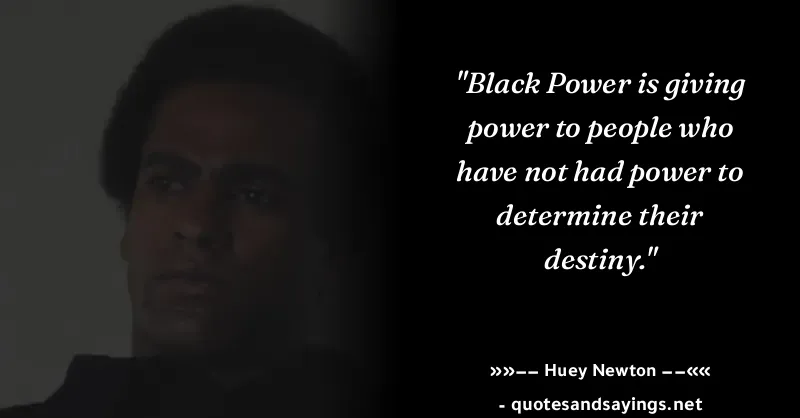 "Black Power is giving
power to people who
have not had power to
determine their
destiny."
»»–– Huey Newton ––««
- quotesandsayings.net